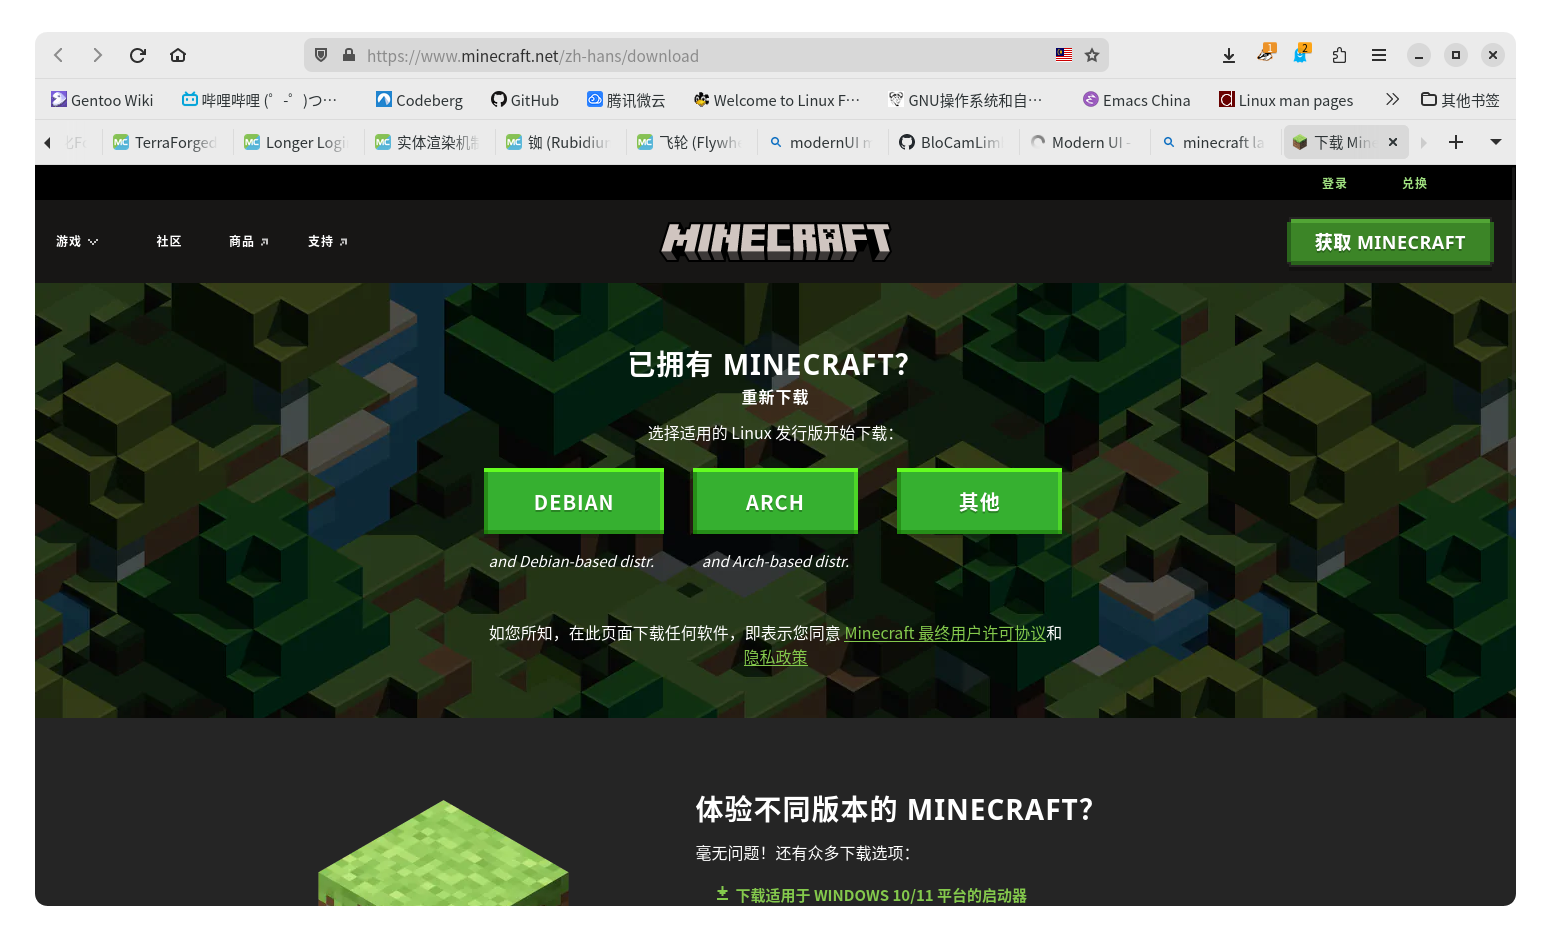 https://www.minecraft.net/zh-hans/download
1
2
Gentoo Wiki
哔哩哔哩 (゜-゜)つ…
Codeberg
GitHub
腾讯微云
Welcome to Linux F…
GNU操作系统和自…
Emacs China
Linux man pages
其他书签
TerraForged
Longer Logi
实体渲染机制
铷 (Rubidium
飞轮 (Flywhe
modernUI m
BloCamLimb
Modern UI -
minecraft la
下载 Mine
登录
兑换
游戏
社区
商品
支持
MINECRAFT
获取 MINECRAFT
已拥有 MINECRAFT？
重新下载
选择适用的 Linux 发行版开始下载：
DEBIAN
ARCH
其他
and Debian-based distr.
and Arch-based distr.
如您所知，在此页面下载任何软件，即表示您同意 Minecraft 最终用户许可协议和
隐私政策
体验不同版本的 MINECRAFT？
毫无问题！还有众多下载选项：
下载适用于 WINDOWS 10/11 平台的启动器